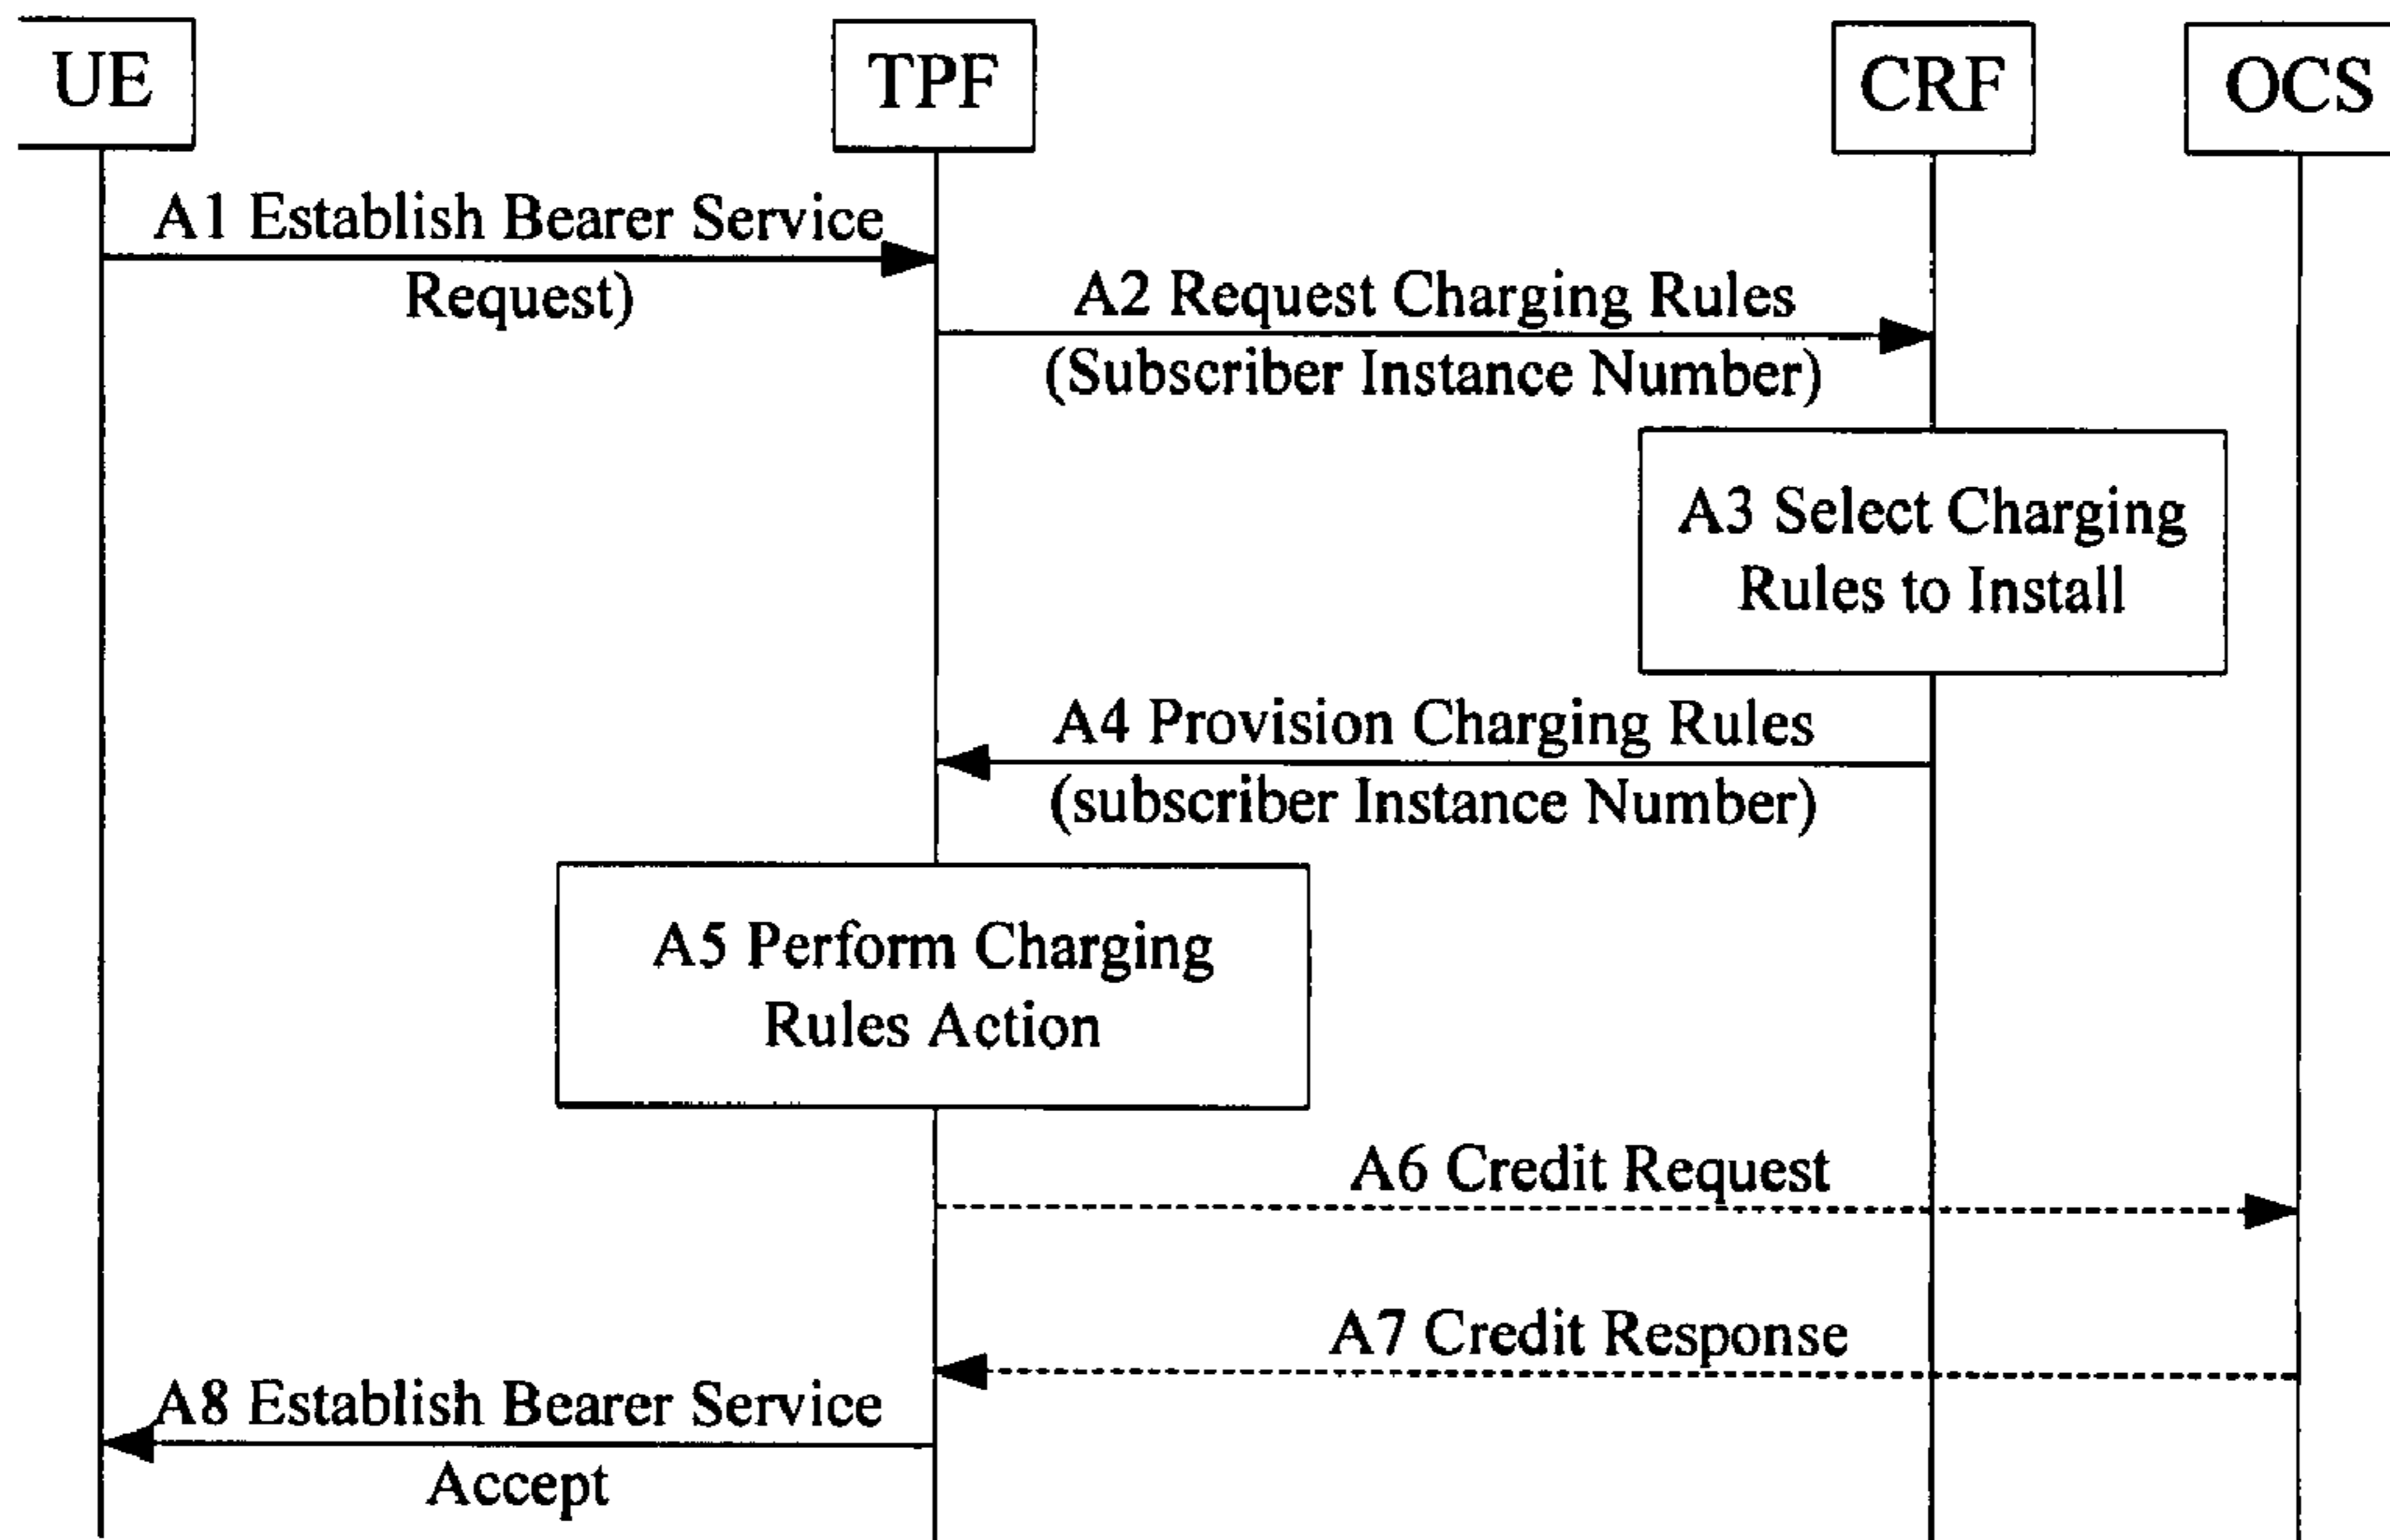 UE
TPF
CRF
OCS
A1 Establish Bearer Service
Request)
A2 Request Charging Rules
(Subscriber Instance Number)
A3 Select Charging
Rules to Install
A4 Provision Charging Rules
(subscriber Instance Number)
A5 Perform Charging
Rules Action
A6 Credit Request
A7 Credit Response
A8 Establish Bearer Service
Accept